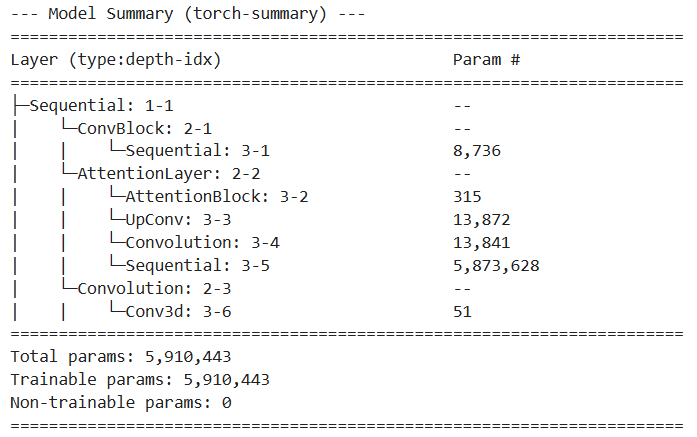 --- Model Summary (torch-summary) ---
======================================================================
Layer (type:depth-idx)                        Param #
======================================================================
├─Sequential: 1-1                             --
|    └─ConvBlock: 2-1                         --
|    |    └─Sequential: 3-1                   8,736
|    └─AttentionLayer: 2-2                    --
|    |    └─AttentionBlock: 3-2               315
|    |    └─UpConv: 3-3                       13,872
|    |    └─Convolution: 3-4                  13,841
|    |    └─Sequential: 3-5                   5,873,628
|    └─Convolution: 2-3                       --
|    |    └─Conv3d: 3-6                       51
======================================================================
Total params: 5,910,443
Trainable params: 5,910,443
Non-trainable params: 0
======================================================================